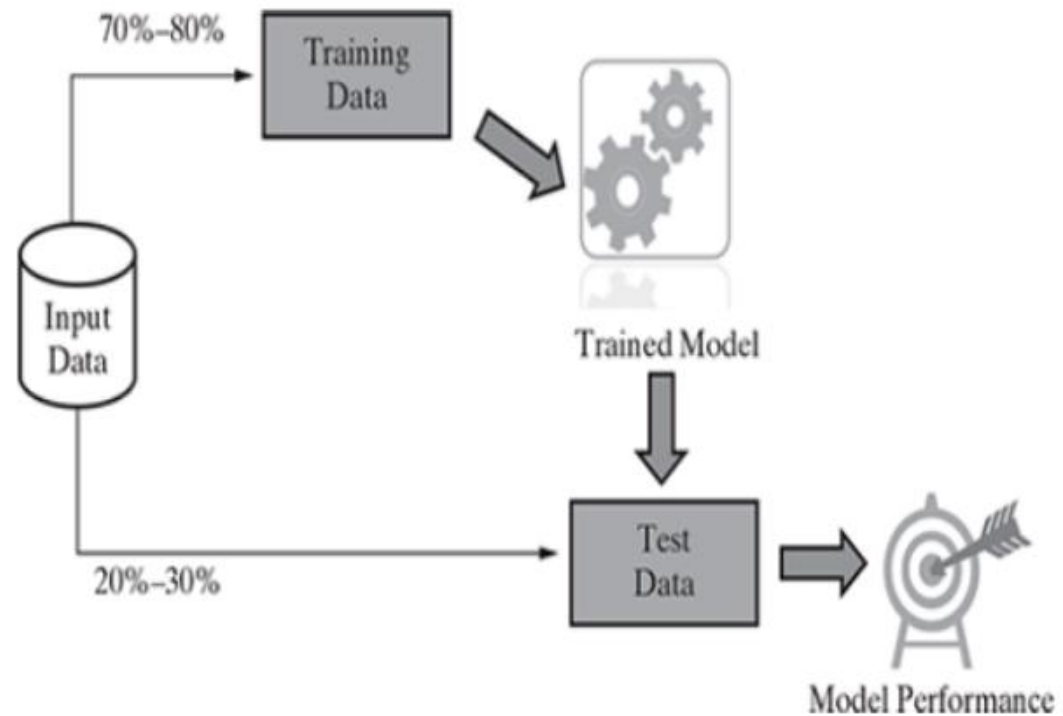 70%–80%
Training
Data
Input
Data
Trained Model
Test
Data
20%–30%
Model Performance